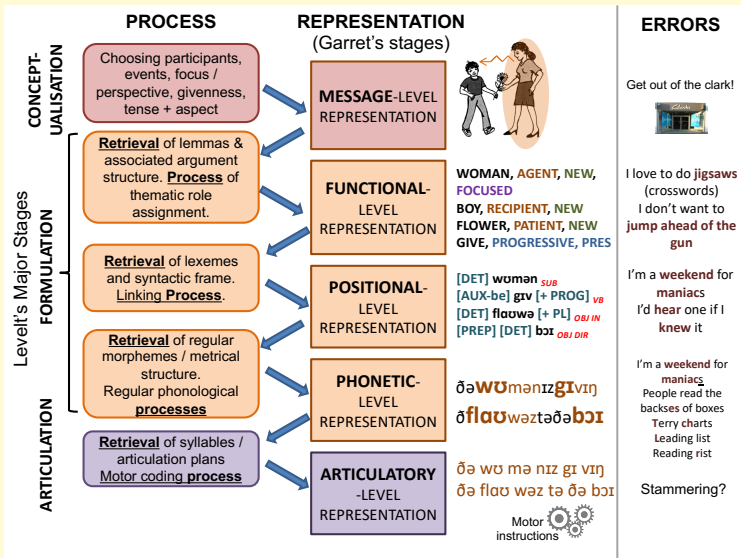 PROCESS
REPRESENTATION
(Garret's stages)
ERRORS
Levelt's Major Stages
CONCEPT-
UALISATION
FORMULATION
ARTICULATION
Choosing participants,
events, focus /
perspective, givenness,
tense + aspect
MESSAGE-LEVEL
REPRESENTATION
Get out of the clark!
Clarks
Retrieval of lemmas &
associated argument
structure. Process of
thematic role
assignment.
FUNCTIONAL-
LEVEL
REPRESENTATION
WOMAN, AGENT, NEW,
FOCUSED
BOY, RECIPIENT, NEW
FLOWER, PATIENT, NEW
GIVE, PROGRESSIVE, PRES
I love to do jigsaws
(crosswords)
I don't want to
jump ahead of the
gun
Retrieval of lexemes
and syntactic frame.
Linking Process.
POSITIONAL-
LEVEL
REPRESENTATION
[DET] wʊmən SUB
[AUX-be] gɪv [+ PROG] VB
[DET] flaʊwə [+ PL] OBJ IN
[PREP] [DET] bɔɪ OBJ DIR
I'm a weekend for
maniacs
I'd hear one if I
knew it
Retrieval of regular
morphemes / metrical
structure.
Regular phonological
processes
PHONETIC-
LEVEL
REPRESENTATION
ðəwʊmənɪzgɪvɪŋ
ðflaʊwəztəðəbɔɪ
I'm a weekend for
maniacs
People read the
backses of boxes
Terry charts
Leading list
Reading rist
Retrieval of syllables /
articulation plans
Motor coding process
ARTICULATORY
-LEVEL
REPRESENTATION
ðə wʊ mə nɪz gɪ vɪŋ
ðə flaʊ wəz tə ðə bɔɪ
Motor
instructions
Stammering?